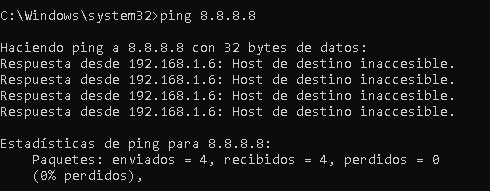 C:\Windows\system32>ping 8.8.8.8
Haciendo ping a 8.8.8.8 con 32 bytes de datos:
Respuesta desde 192.168.1.6: Host de destino inaccesible.
Respuesta desde 192.168.1.6: Host de destino inaccesible.
Respuesta desde 192.168.1.6: Host de destino inaccesible.
Respuesta desde 192.168.1.6: Host de destino inaccesible.
Estadísticas de ping para 8.8.8.8:
Paquetes: enviados = 4, recibidos = 4, perdidos = 0
(0% perdidos),